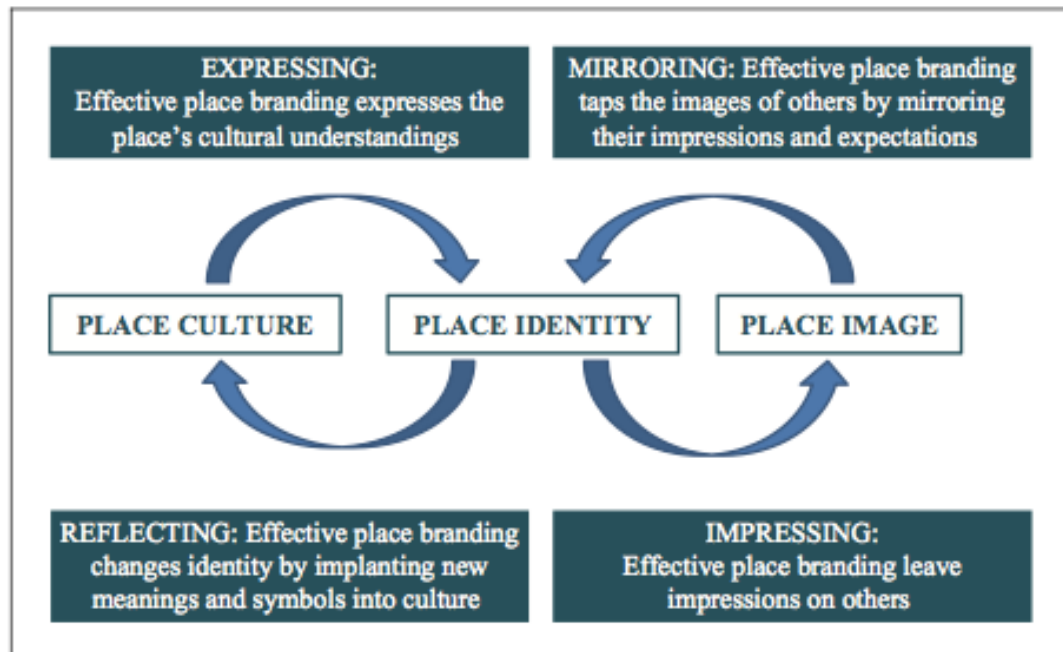 EXPRESSING:
Effective place branding expresses the
place's cultural understandings
MIRRORING: Effective place branding
taps the images of others by mirroring
their impressions and expectations
PLACE CULTURE
PLACE IDENTITY
PLACE IMAGE
REFLECTING: Effective place branding
changes identity by implanting new
meanings and symbols into culture
IMPRESSING:
Effective place branding leave
impressions on others